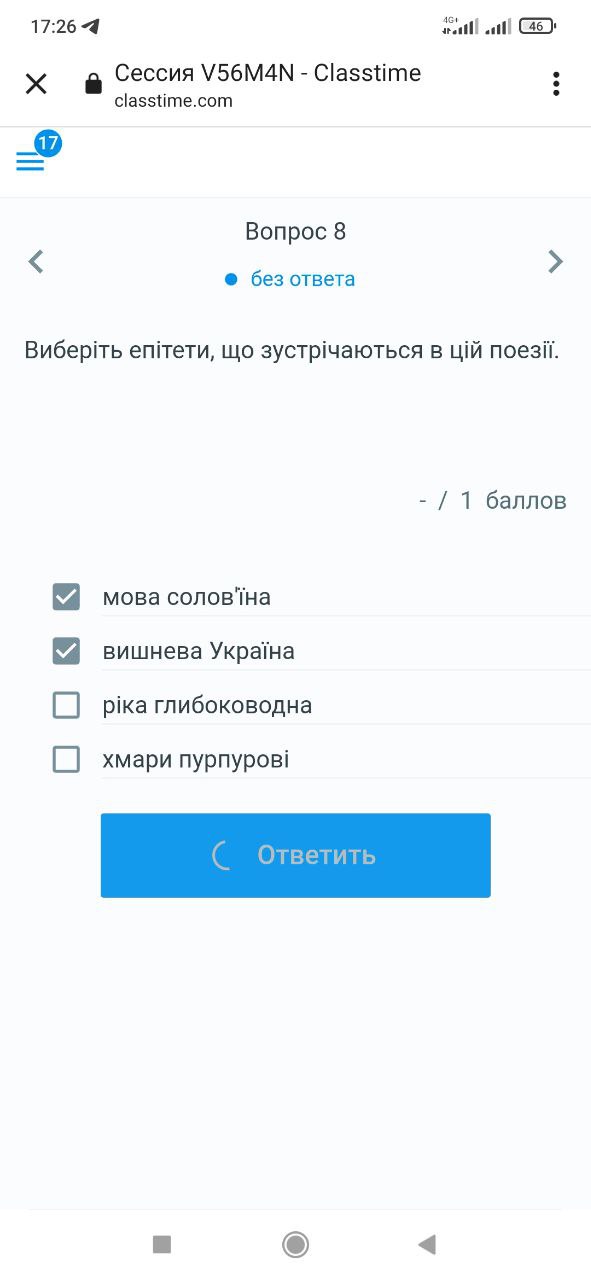 17:26
4G+
46
Сессия V56M4N - Classtime
classtime.com
17
Вопрос 8
без ответа
Виберіть епітети, що зустрічаються в цій поезії.
- / 1 баллов
мова солов'їна
вишнева Україна
ріка глибоководна
хмари пурпурові
Ответить